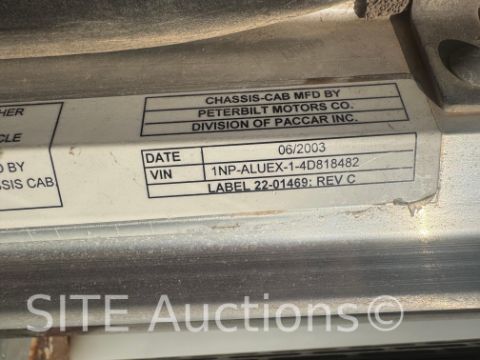 CHASSIS-CAB MFD BY
PETERBILT MOTORS CO.
DIVISION OF PACCAR INC.
DATE 06/2003
VIN 1NP-ALUEX-1-4D818482
LABEL 22-01469: REV C
HER
CLE
D BY
SIS CAB
SITE Auctions©